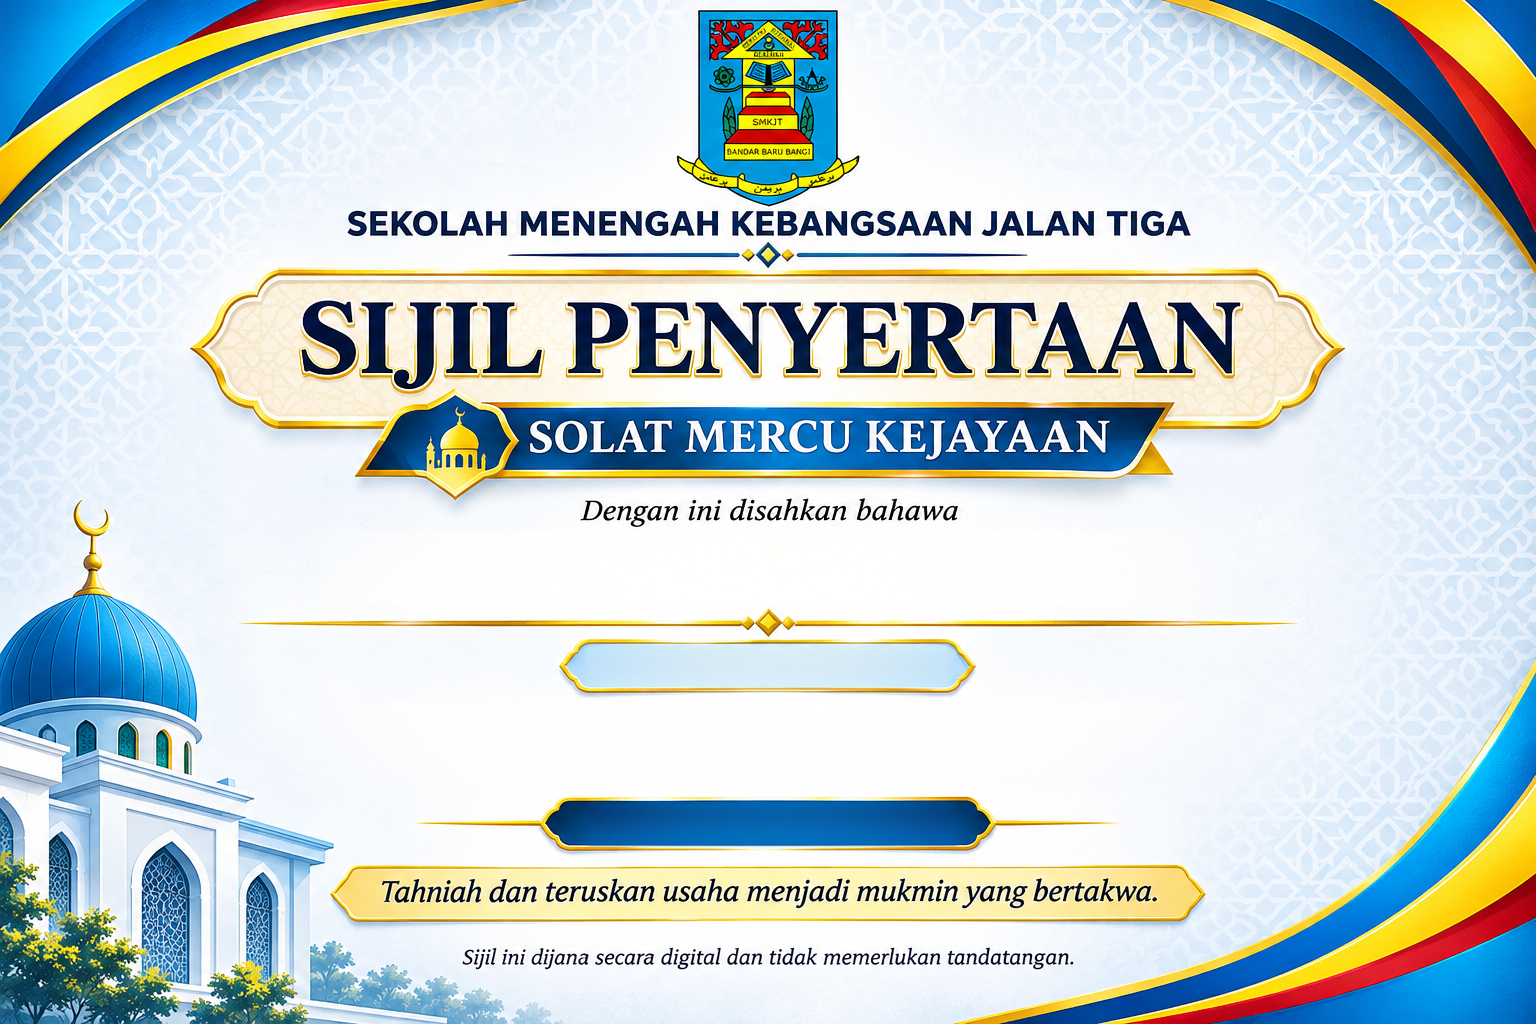 SMKJT
BANDAR BARU BANGI
SEKOLAH MENENGAH KEBANGSAAN JALAN TIGA
SIJIL PENYERTAAN
SOLAT MERCU KEJAYAAN
Dengan ini disahkan bahawa
Tahniah dan teruskan usaha menjadi mukmin yang bertakwa.
Sijil ini dijana secara digital dan tidak memerlukan tandatangan.